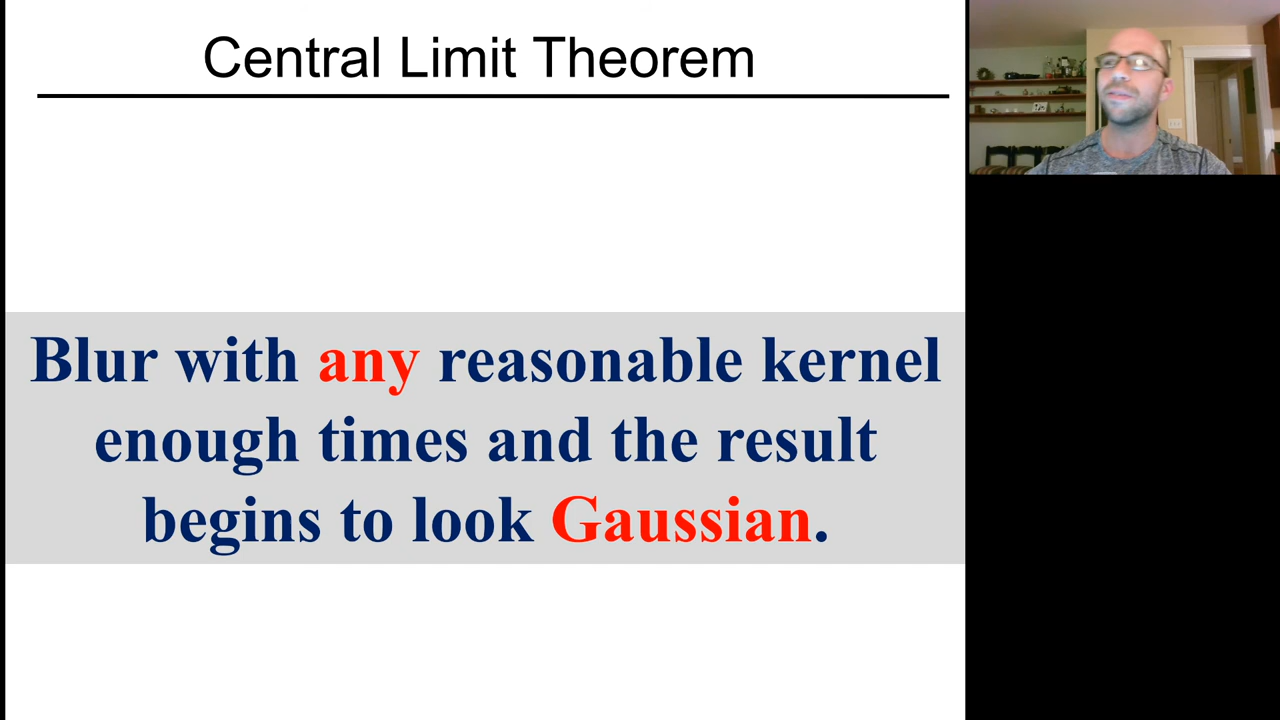 Central Limit Theorem
Blur with any reasonable kernel
enough times and the result
begins to look Gaussian.